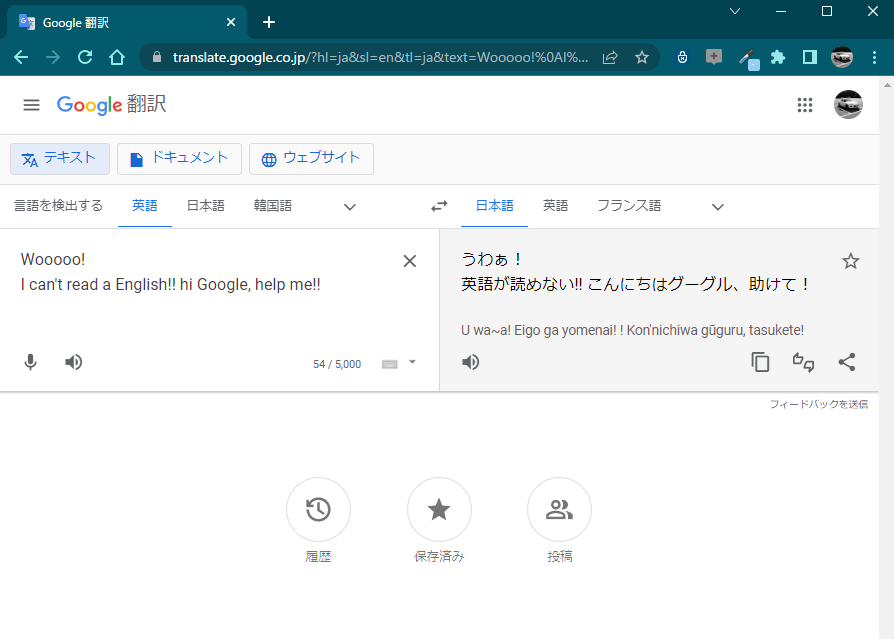 Google 翻訳
translate.google.co.jp/?hl=ja&sl=en&tl=ja&text=Wooooo!%0AI%...
Google 翻訳
テキスト
ドキュメント
ウェブサイト
言語を検出する 英語 日本語 韓国語
日本語 英語 フランス語
Wooooo!
I can't read a English!! hi Google, help me!!
54 / 5,000
うわぁ！
英語が読めない!! こんにちはグーグル、助けて！
U wa~a! Eigo ga yomenai! ! Kon'nichiwa gūguru, tasukete!
フィードバックを送信
履歴
保存済み
投稿